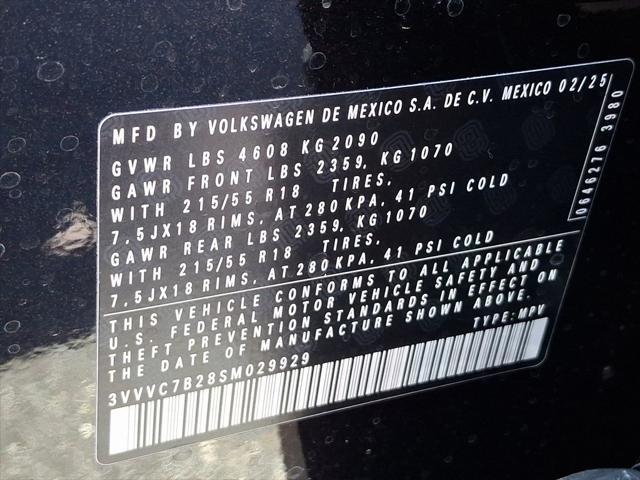 MFD BY VOLKSWAGEN DE MEXICO S.A. DE C.V. MEXICO 02/25
GVWR LBS 4608 KG 2090
GAWR FRONT LBS 2359, KG 1070
WITH 215/55 R18 TIRES,
7,5JX18 RIMS, AT 280 KPA, 41 PSI COLD
GAWR REAR LBS 2359, KG 1070
WITH 215/55 R18 TIRES,
7,5JX18 RIMS, AT 280 KPA, 41 PSI COLD
0646276 3980
THIS VEHICLE CONFORMS TO ALL APPLICABLE
U.S. FEDERAL MOTOR VEHICLE SAFETY AND
THEFT PREVENTION STANDARDS IN EFFECT ON
THE DATE OF MANUFACTURE SHOWN ABOVE.
TYPE: MPV
3VVVC7B28SM029929